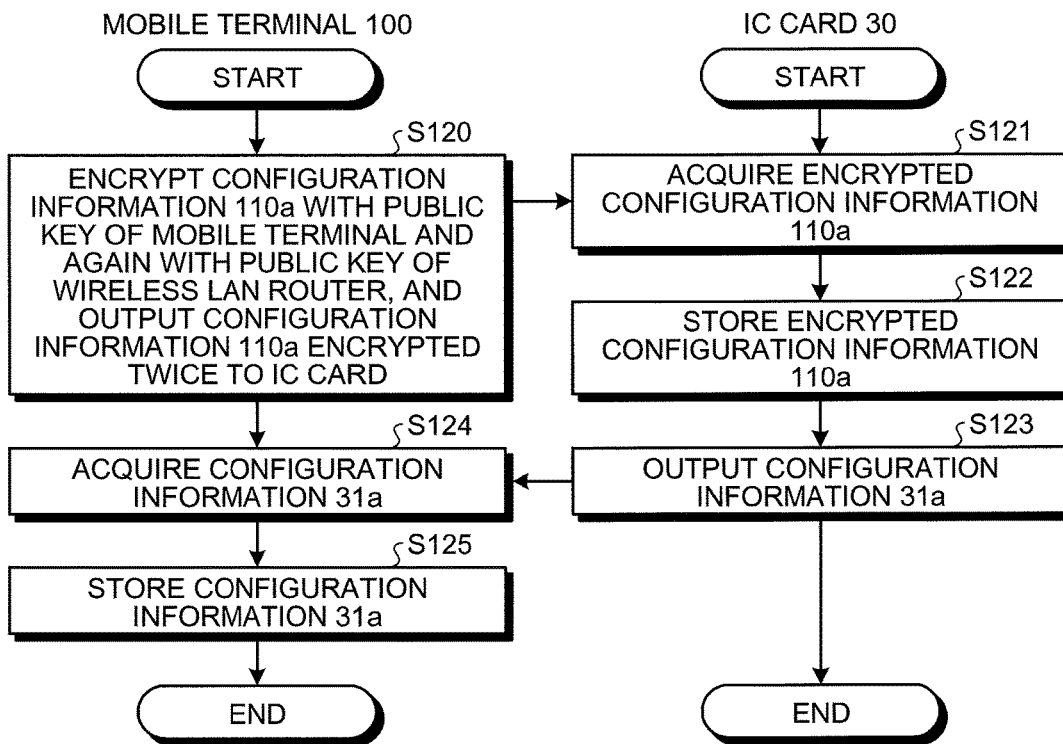 MOBILE TERMINAL 100
START
S120
ENCRYPT CONFIGURATION
INFORMATION 110a WITH PUBLIC
KEY OF MOBILE TERMINAL AND
AGAIN WITH PUBLIC KEY OF
WIRELESS LAN ROUTER, AND
OUTPUT CONFIGURATION
INFORMATION 110a ENCRYPTED
TWICE TO IC CARD
S124
ACQUIRE CONFIGURATION
INFORMATION 31a
S125
STORE CONFIGURATION
INFORMATION 31a
END
IC CARD 30
START
S121
ACQUIRE ENCRYPTED
CONFIGURATION INFORMATION
110a
S122
STORE ENCRYPTED
CONFIGURATION INFORMATION
110a
S123
OUTPUT CONFIGURATION
INFORMATION 31a
END